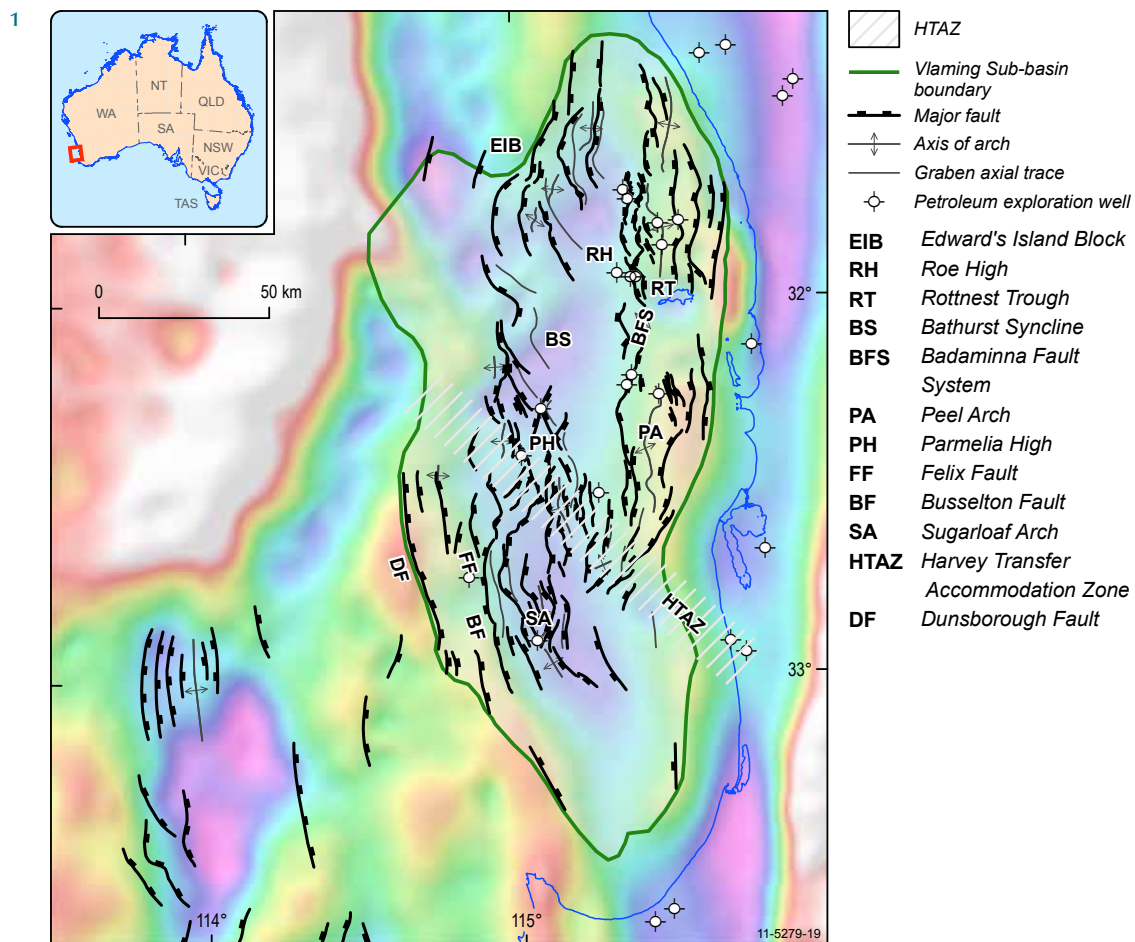 1
NT
WA
QLD
SA
NSW
VIC
TAS
EIB
RH
RT
32°
0
50 km
BS
BFS
PH
PA
DF
FF
BF
SA
HTAZ
33°
114°
115°
11-5279-19
HTAZ
Vlaming Sub-basin
boundary
Major fault
Axis of arch
Graben axial trace
Petroleum exploration well
EIB Edward's Island Block
RH Roe High
RT Rottnest Trough
BS Bathurst Syncline
BFS Badaminna Fault
System
PA Peel Arch
PH Parmelia High
FF Felix Fault
BF Busselton Fault
SA Sugarloaf Arch
HTAZ Harvey Transfer
Accommodation Zone
DF Dunsborough Fault